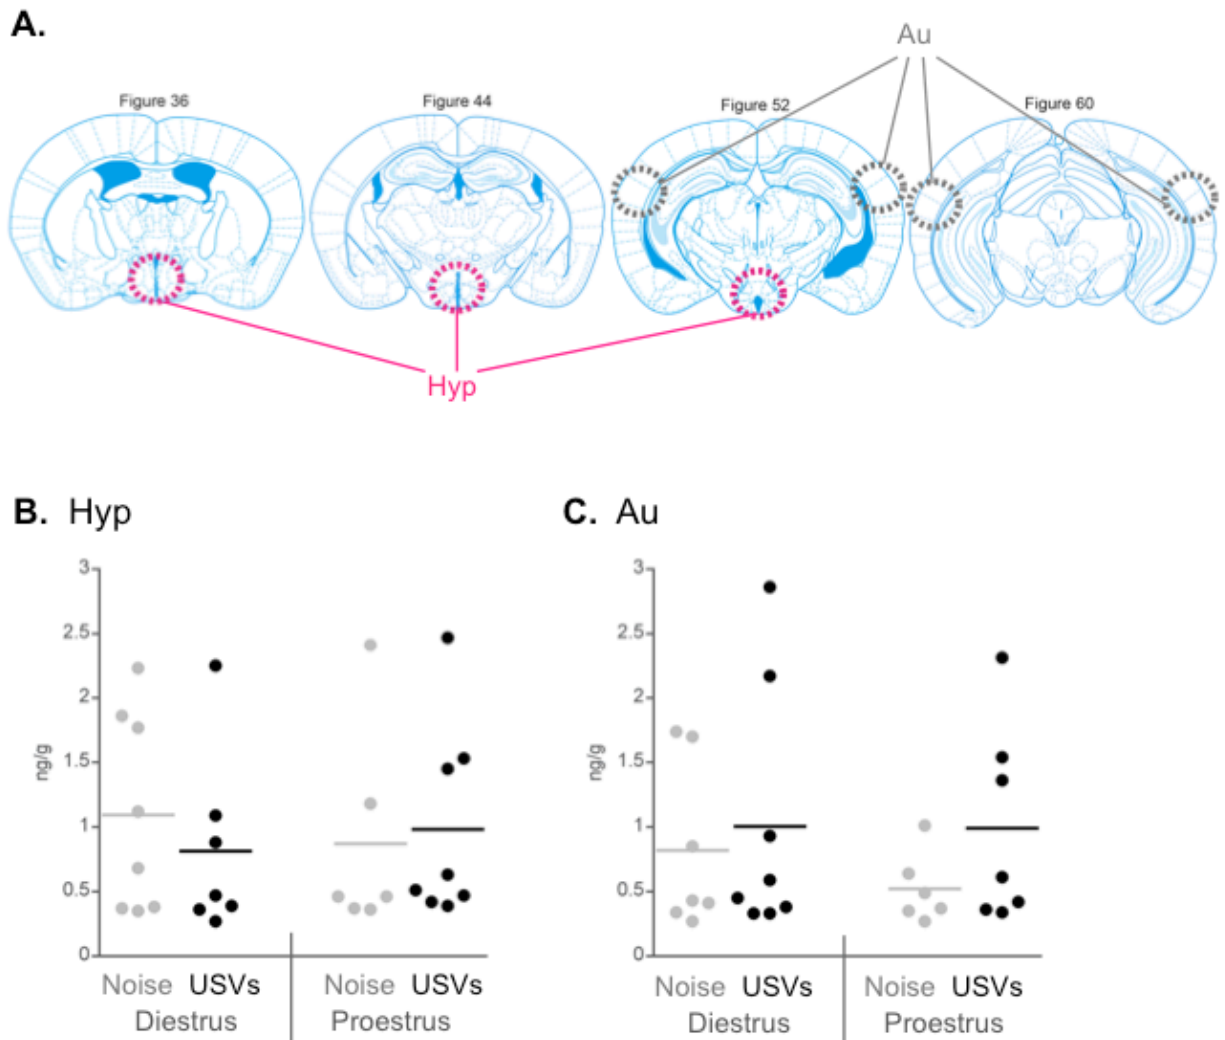 A.
Au
Figure 36
Figure 44
Figure 52
Figure 60
Hyp
B. Hyp
C. Au
3
2.5
2
1.5
1
0.5
0
ng/g
Noise USVs
Diestrus
Noise USVs
Proestrus
3
2.5
2
1.5
1
0.5
0
ng/g
Noise USVs
Diestrus
Noise USVs
Proestrus